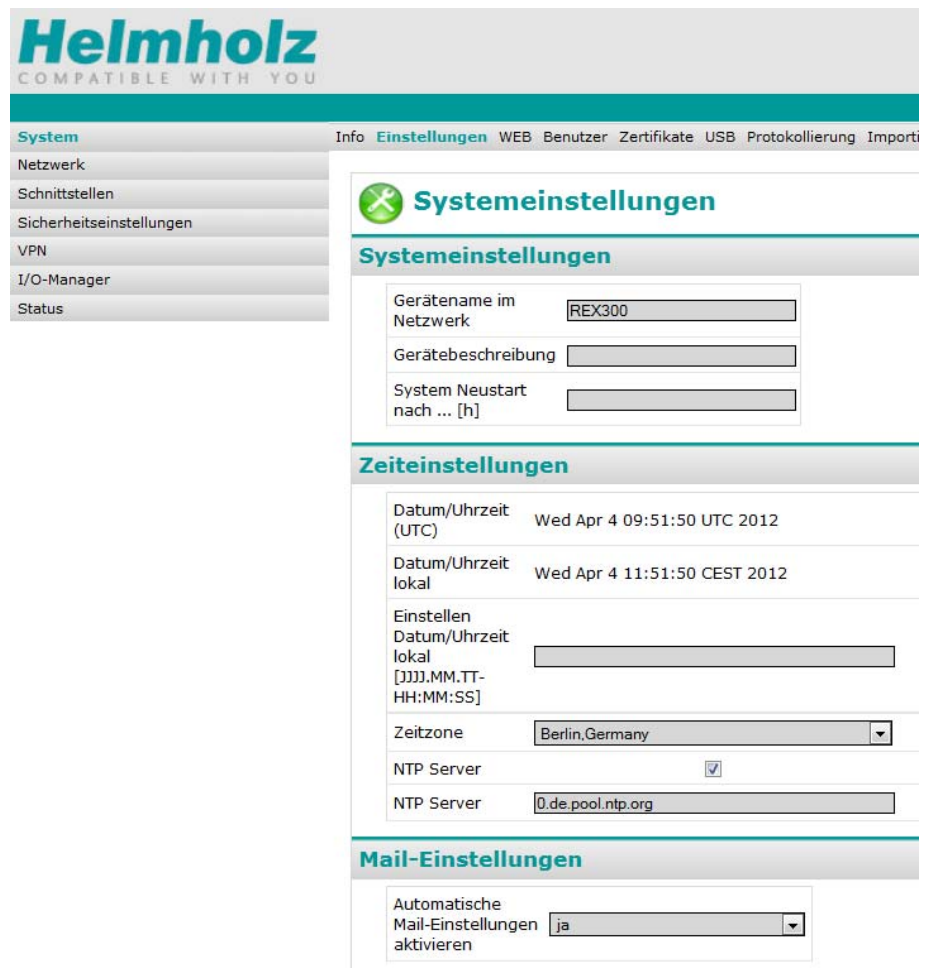 Helmholz
COMPATIBLE WITH YOU
System
Netzwerk
Schnittstellen
Sicherheitseinstellungen
VPN
I/O-Manager
Status
Info Einstellungen WEB Benutzer Zertifikate USB Protokollierung Importi
Systemeinstellungen
Systemeinstellungen
Gerätename im
Netzwerk
REX300
Gerätebeschreibung
System Neustart
nach ... [h]
Zeiteinstellungen
Datum/Uhrzeit
(UTC)
Wed Apr 4 09:51:50 UTC 2012
Datum/Uhrzeit
lokal
Wed Apr 4 11:51:50 CEST 2012
Einstellen
Datum/Uhrzeit
lokal
[JJJJ.MM.TT-
HH:MM:SS]
Zeitzone
Berlin,Germany
NTP Server
NTP Server
0.de.pool.ntp.org
Mail-Einstellungen
Automatische
Mail-Einstellungen
aktivieren
ja